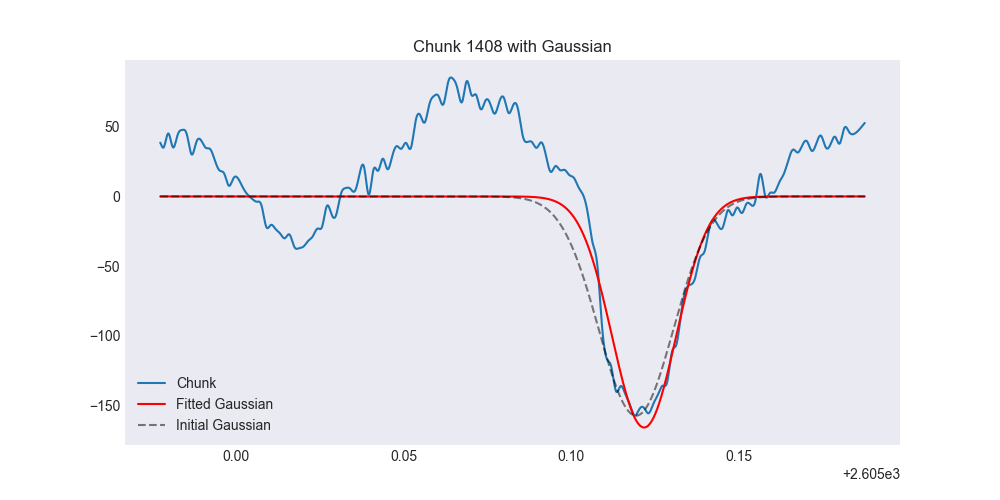 Chunk 1408 with Gaussian
50
0
−50
−100
−150
Chunk
Fitted Gaussian
Initial Gaussian
0.00 0.05 0.10 0.15
+2.605e3